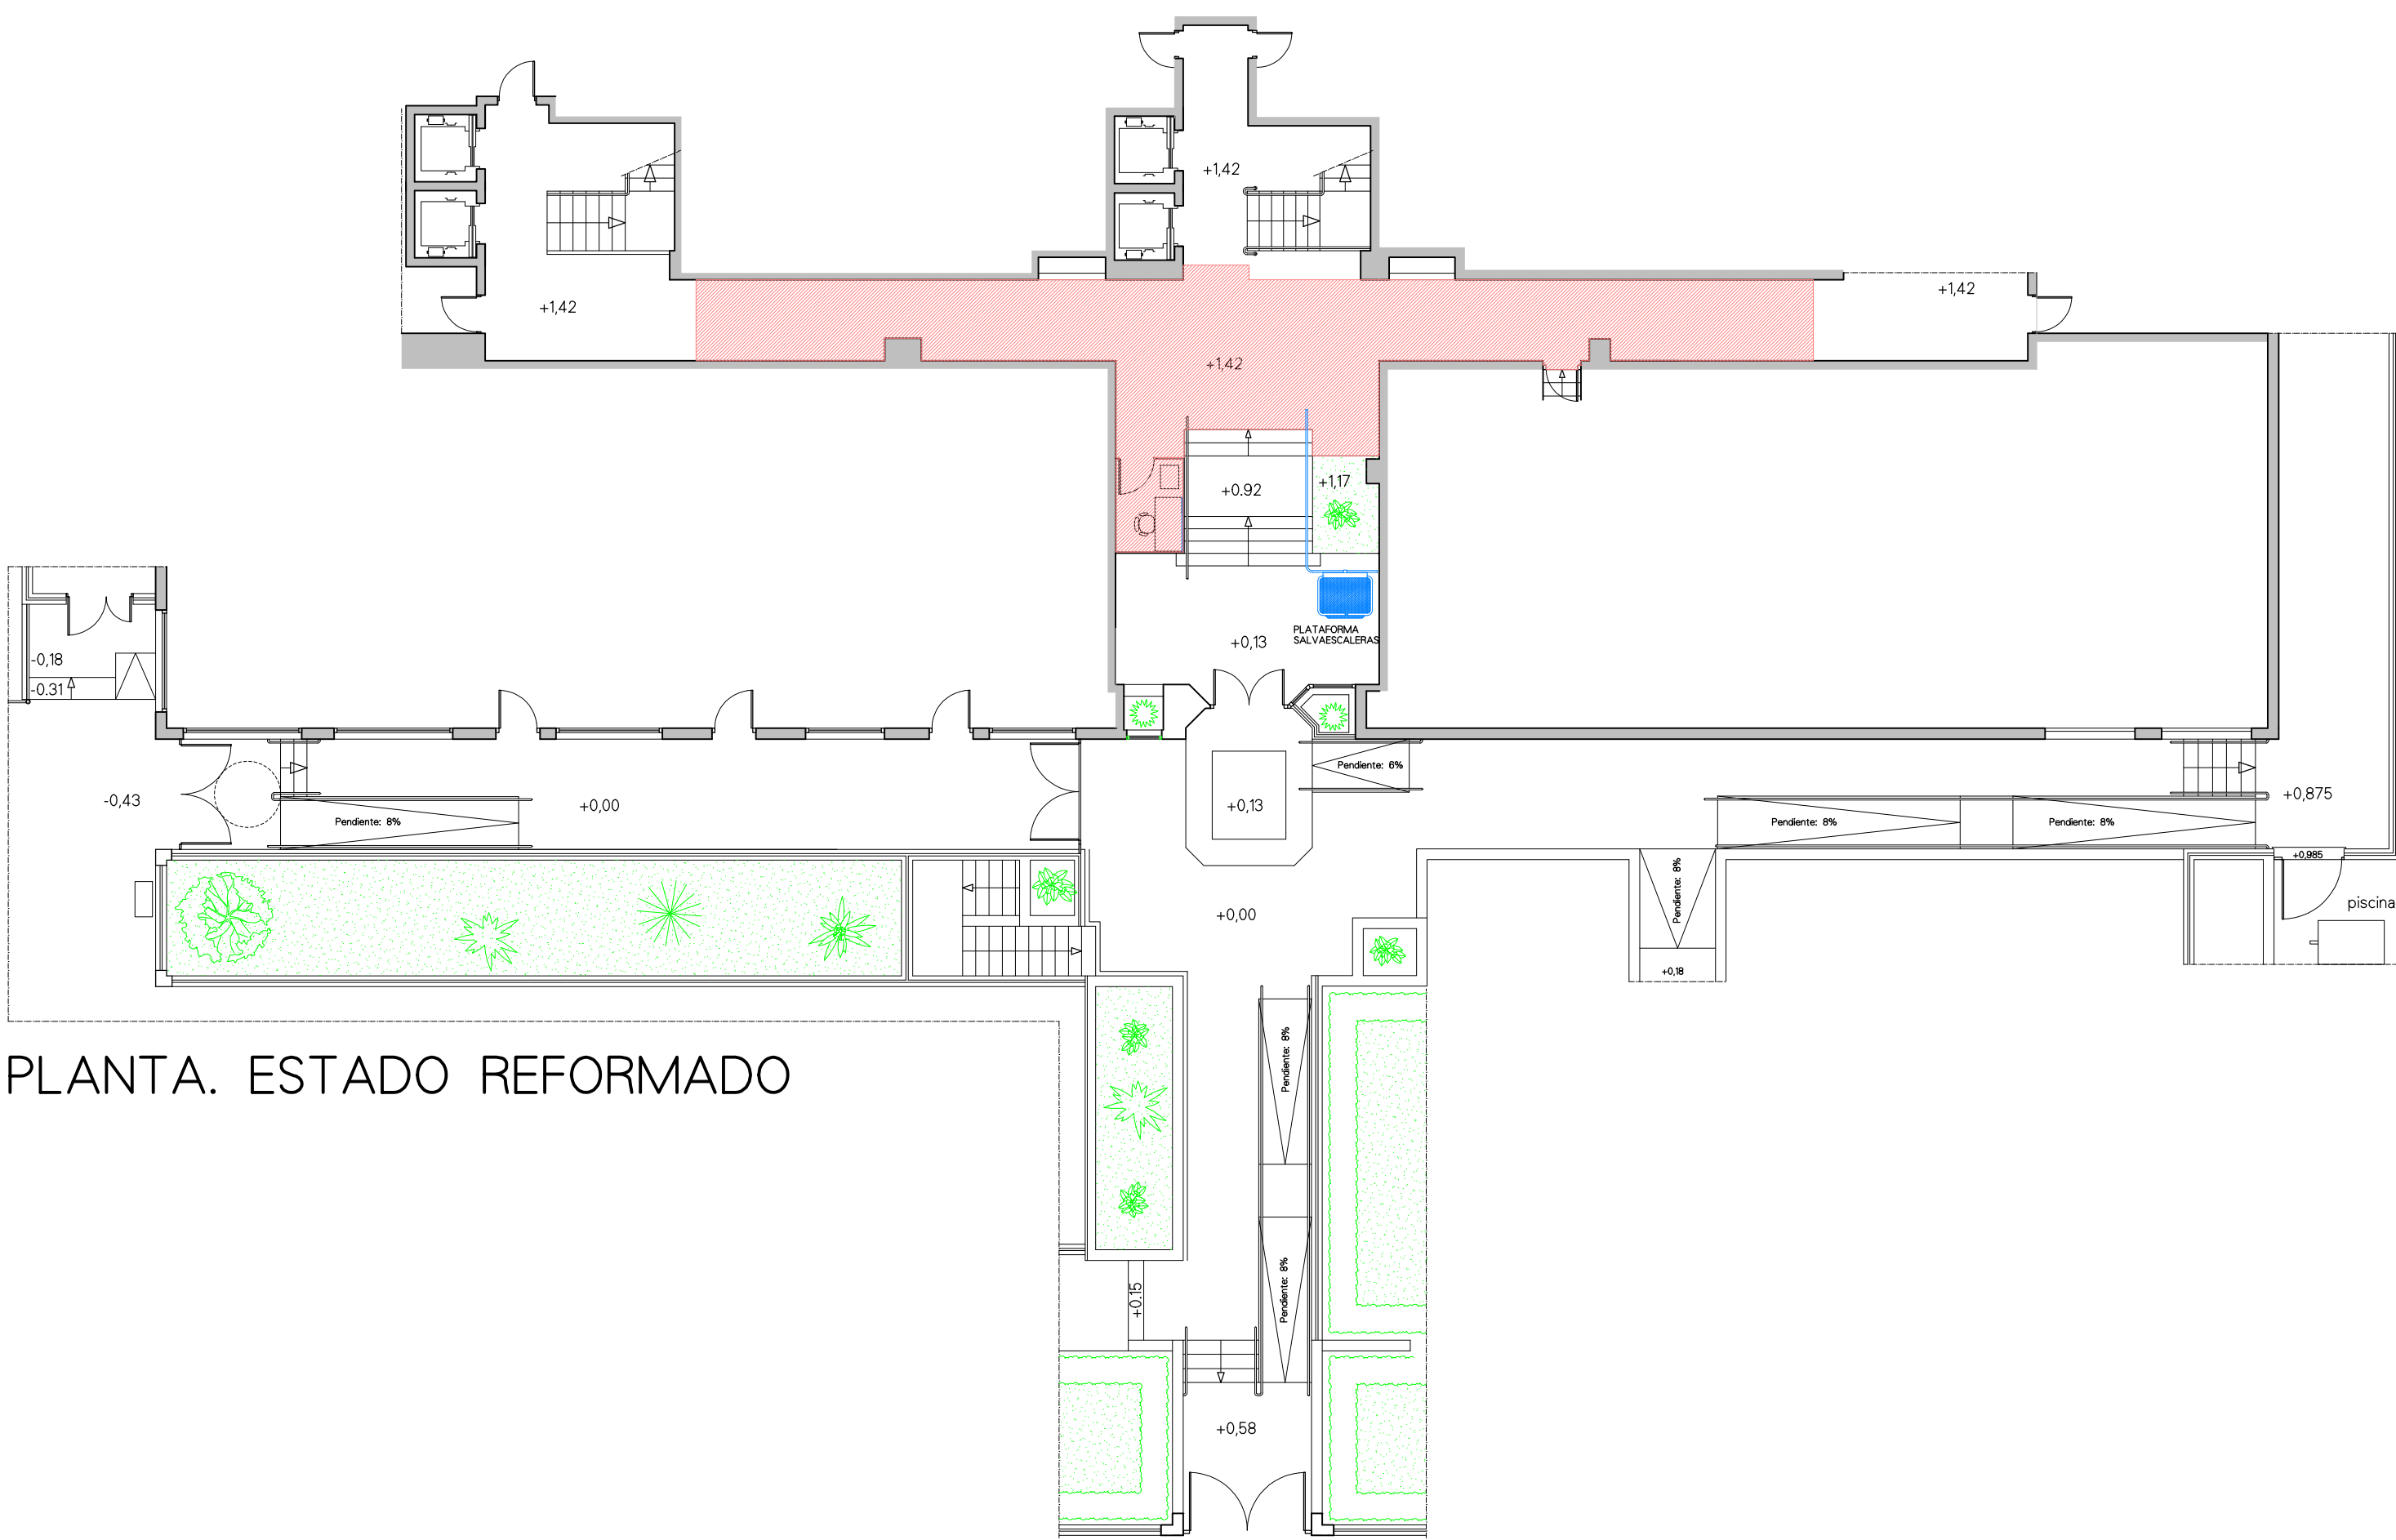 +1,42
+1,42
+1,42
+1,42
+0.92
+1,17
PLATAFORMA
SALVAESCALERAS
+0,13
-0,18
-0.31
Pendiente: 6%
-0,43
+0,00
+0,13
+0,875
Pendiente: 8%
Pendiente: 8%
Pendiente: 8%
Pendiente: 8%
+0,985
piscina
+0,00
+0,18
Pendiente: 8%
PLANTA. ESTADO REFORMADO
Pendiente: 8%
+0.15
+0,58